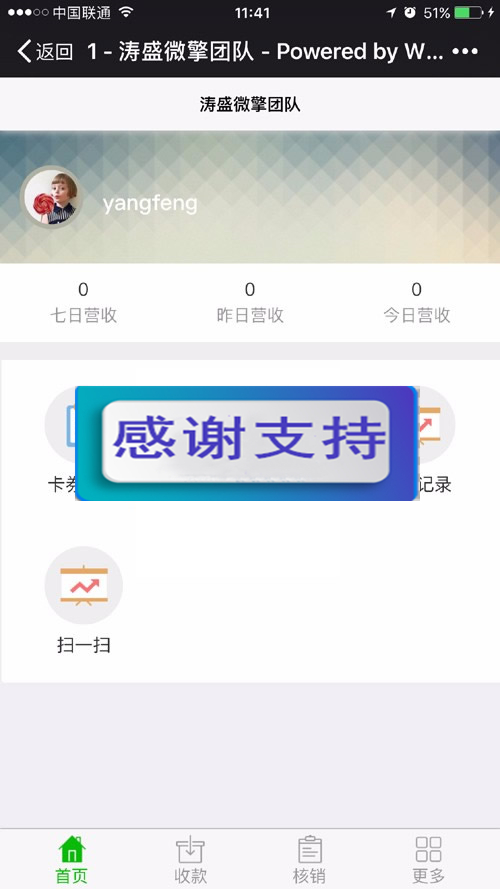 中国联通 11:41 51%
返回 1 - 涛盛微擎团队 - Powered by W... •••
涛盛微擎团队
yangfeng
0 0 0
七日营收 昨日营收 今日营收
感谢支持
卡券 记录
扫一扫
首页 收款 核销 更多